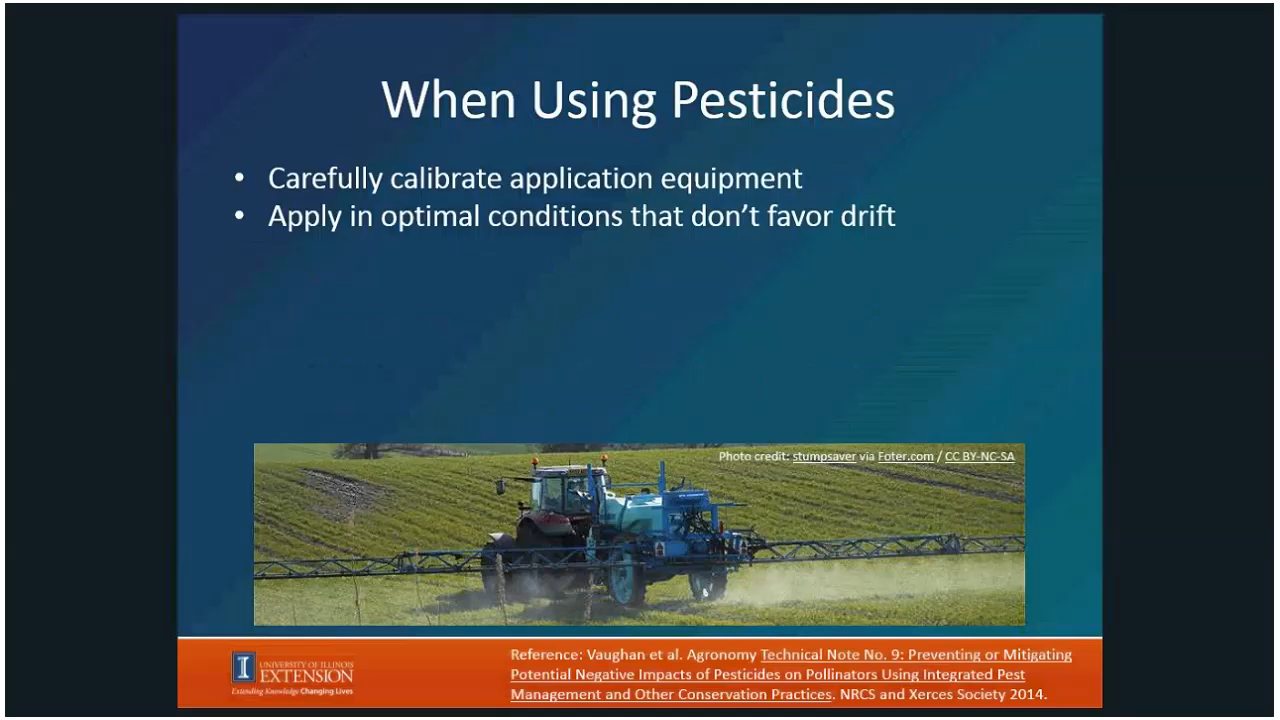 When Using Pesticides
• Carefully calibrate application equipment
• Apply in optimal conditions that don’t favor drift
Photo credit: stumpsaver via Foter.com / CC BY-NC-SA
I
UNIVERSITY OF ILLINOIS
EXTENSION
Extending Knowledge Changing Lives
Reference: Vaughan et al. Agronomy Technical Note No. 9: Preventing or Mitigating
Potential Negative Impacts of Pesticides on Pollinators Using Integrated Pest
Management and Other Conservation Practices. NRCS and Xerces Society 2014.